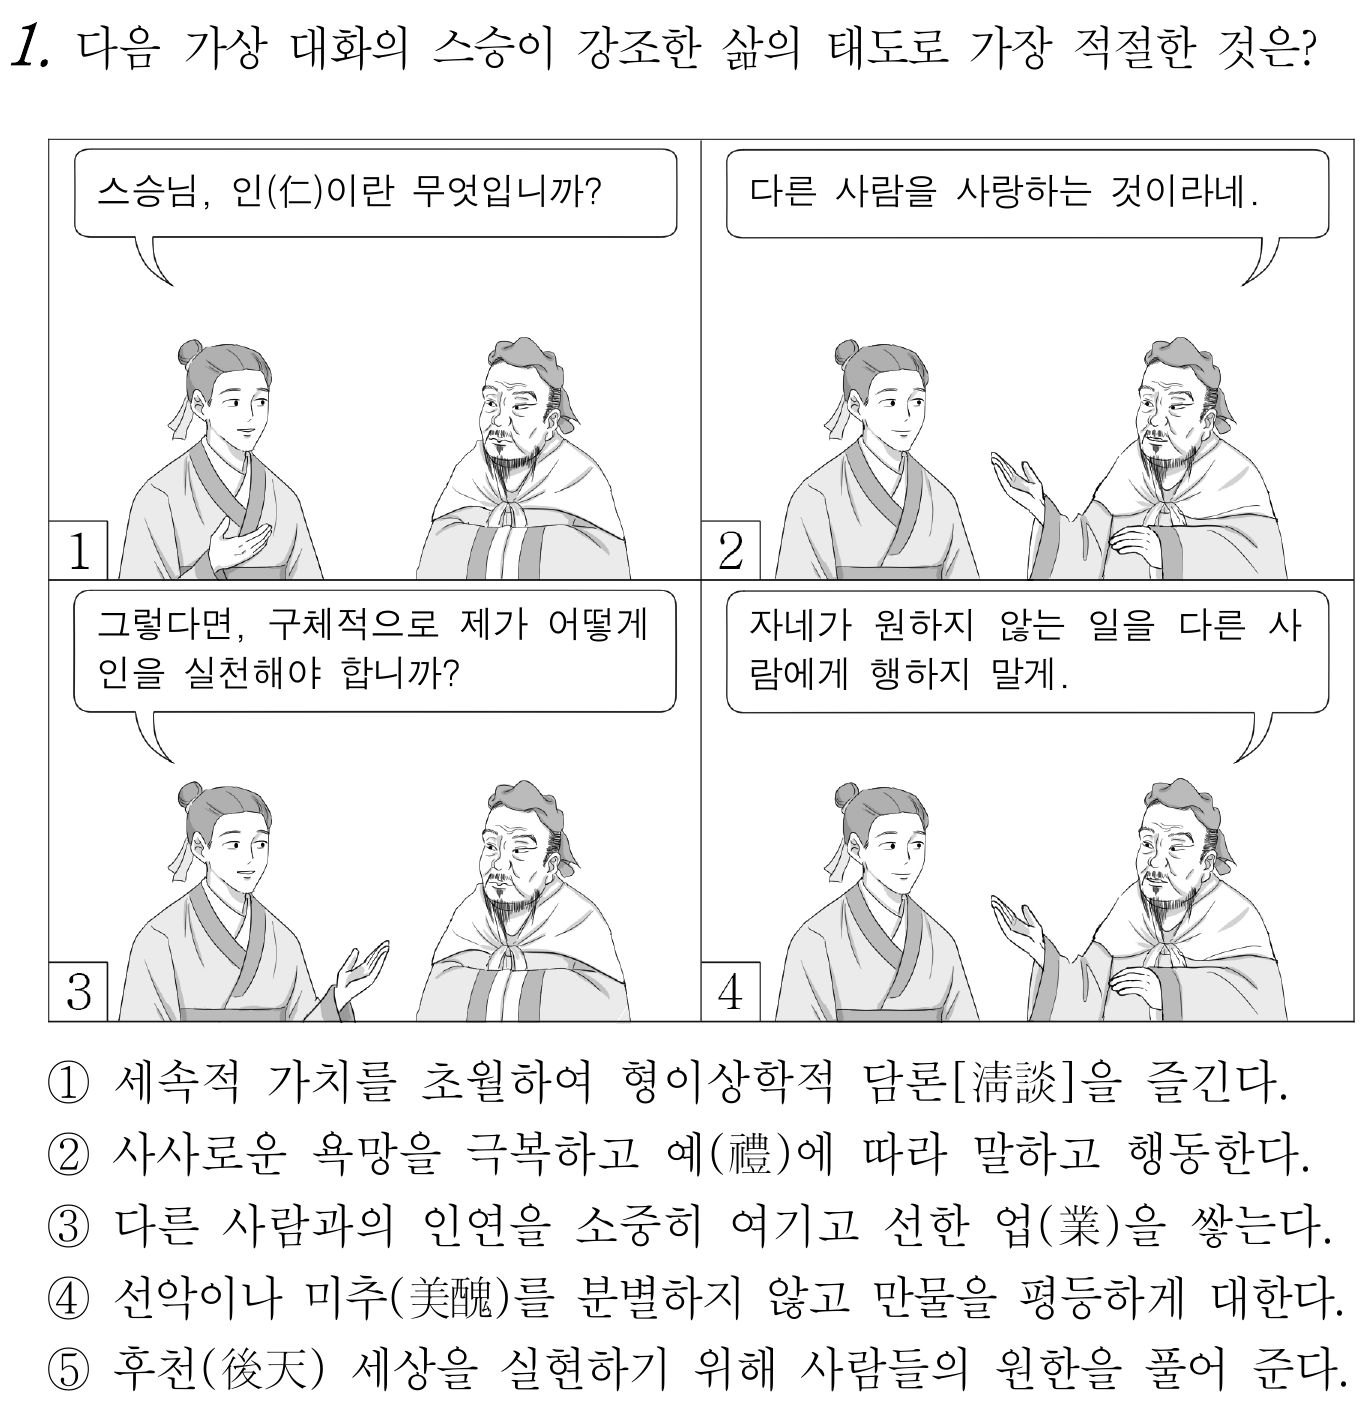 1. 다음 가상 대화의 스승이 강조한 삶의 태도로 가장 적절한 것은?
스승님, 인(仁)이란 무엇입니까?
1
다른 사람을 사랑하는 것이라네.
2
그렇다면, 구체적으로 제가 어떻게
인을 실천해야 합니까?
3
자네가 원하지 않는 일을 다른 사
람에게 행하지 말게.
4
① 세속적 가치를 초월하여 형이상학적 담론[淸談]을 즐긴다.
② 사사로운 욕망을 극복하고 예(禮)에 따라 말하고 행동한다.
③ 다른 사람과의 인연을 소중히 여기고 선한 업(業)을 쌓는다.
④ 선악이나 미추(美醜)를 분별하지 않고 만물을 평등하게 대한다.
⑤ 후천(後天) 세상을 실현하기 위해 사람들의 원한을 풀어 준다.